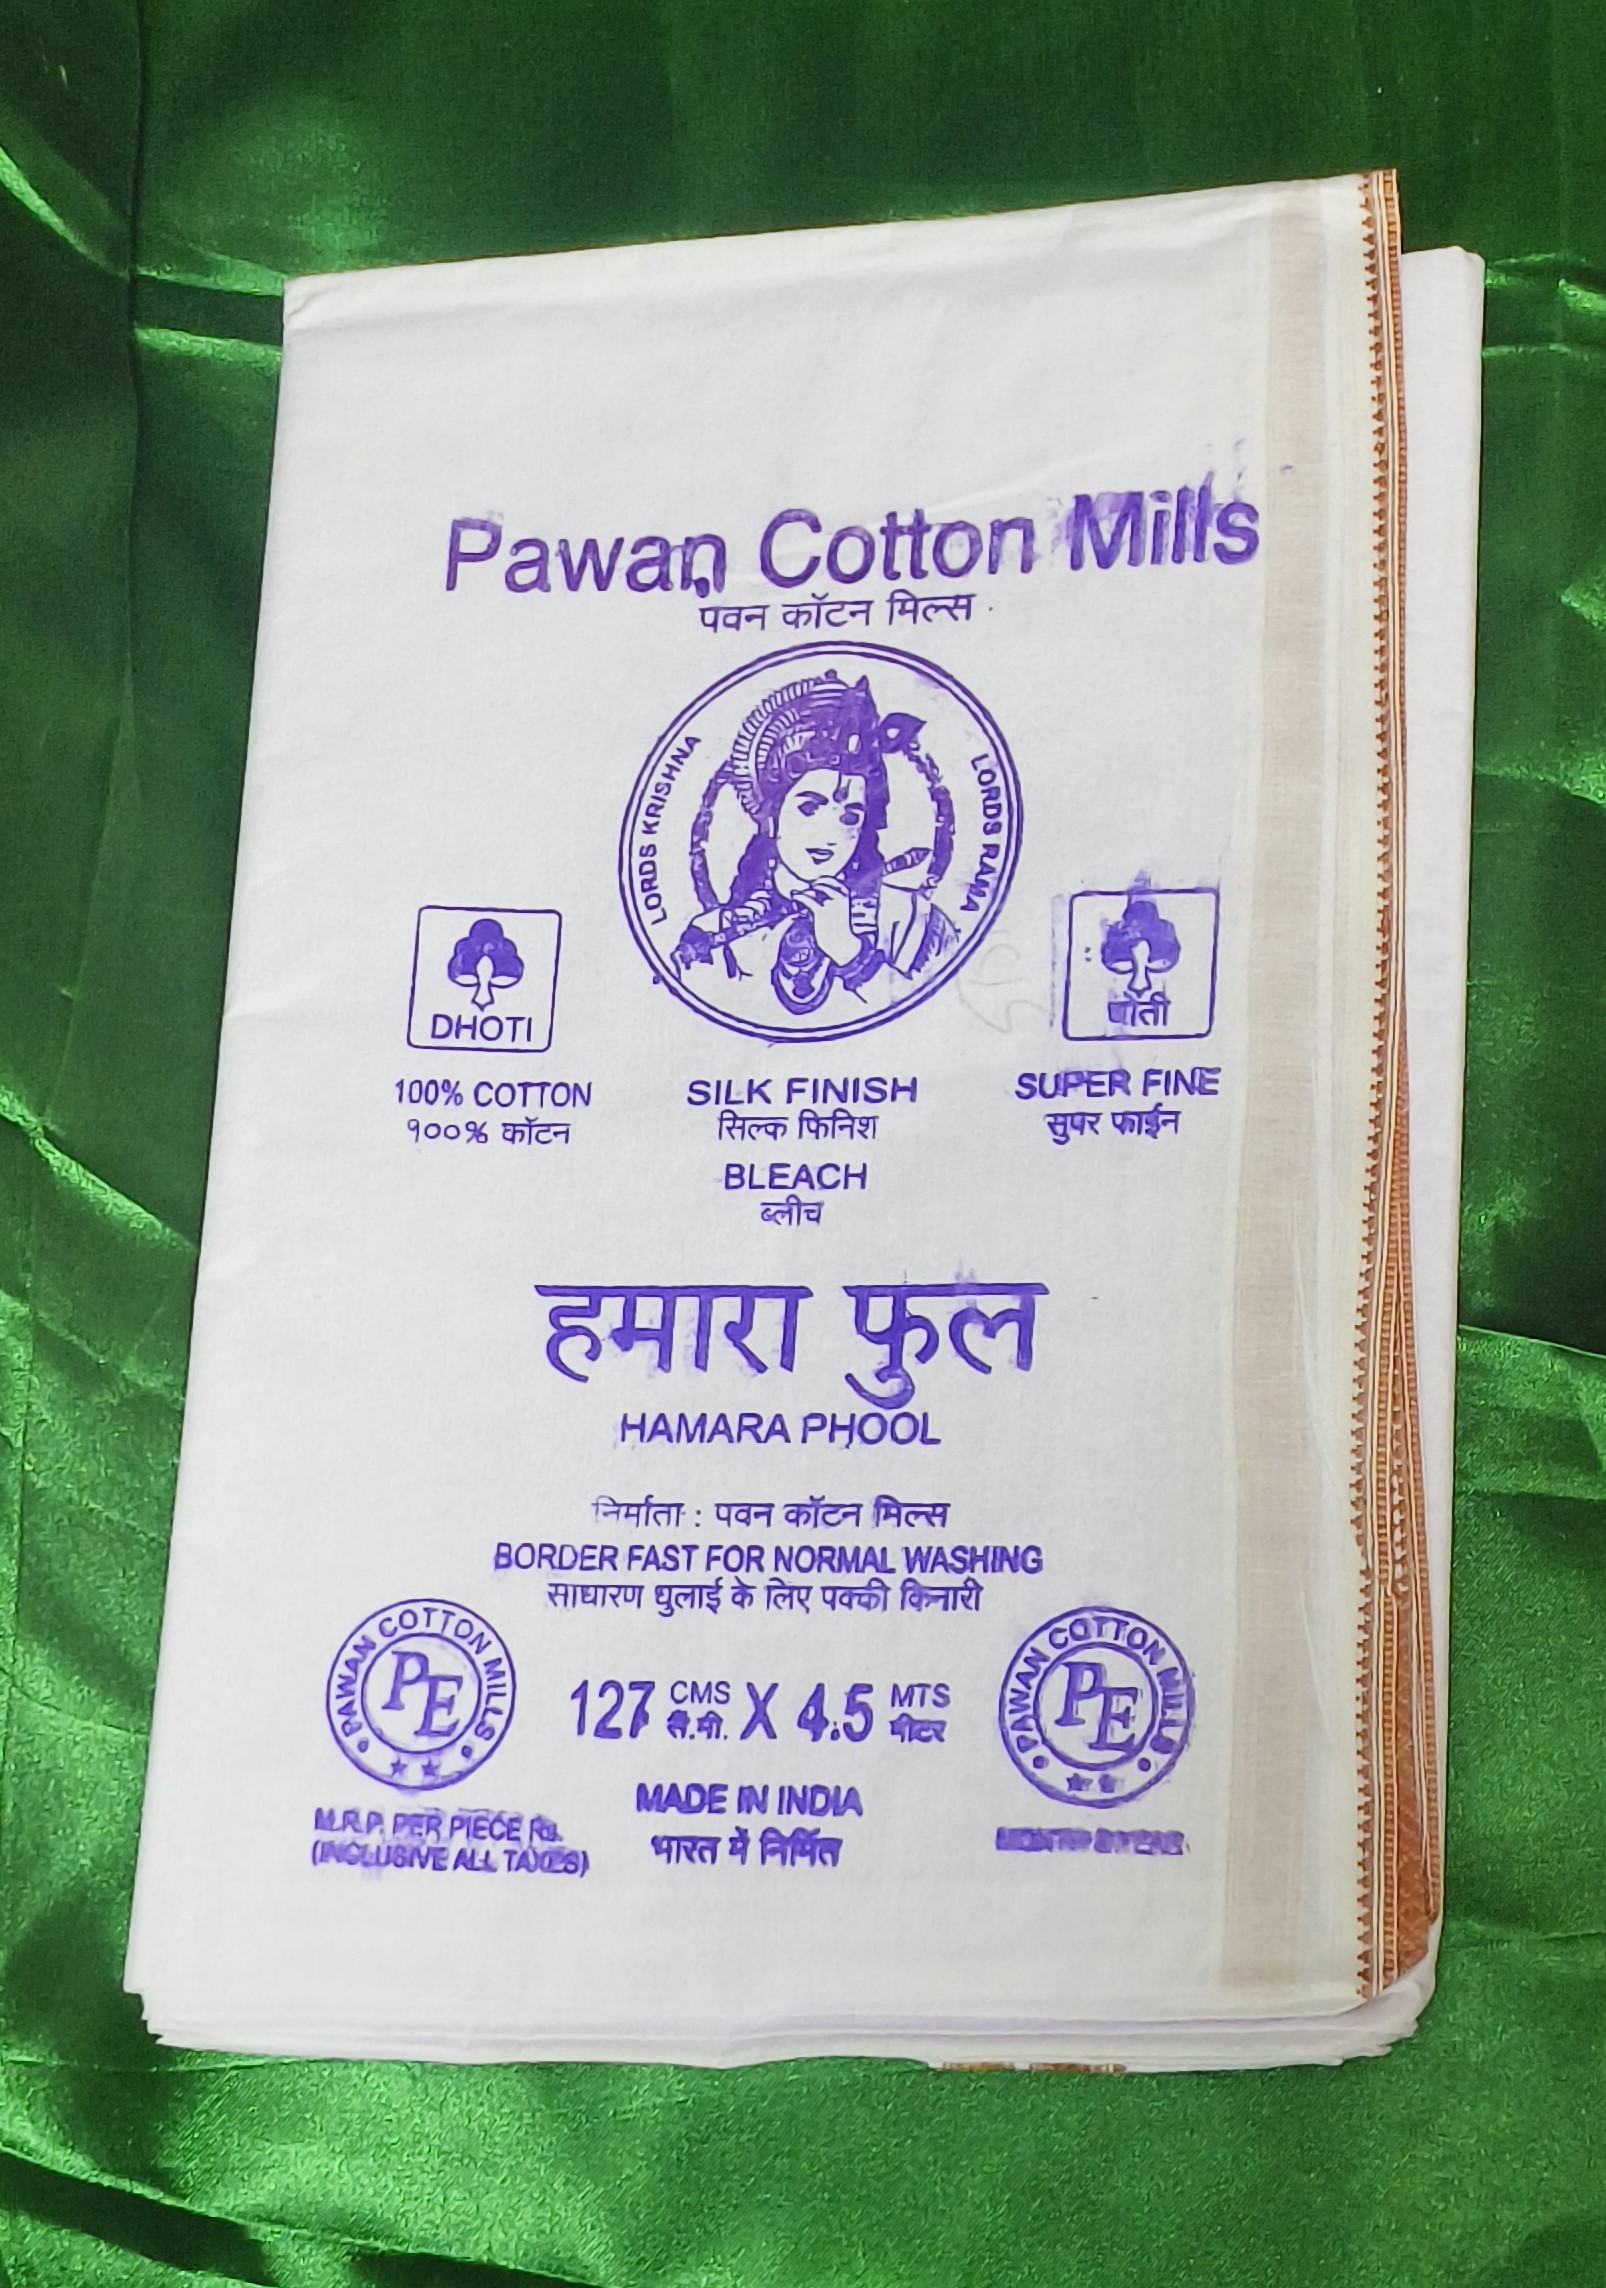 Pawan Cotton Mills
पवन कॉटन मिल्स
LORDS KRISHNA
LORDS RAMA
DHOTI
धोती
100% COTTON
१००% कॉटन
SILK FINISH
सिल्क फिनिश
SUPER FINE
सुपर फाईन
BLEACH
ब्लीच
हमारा फुल
HAMARA PHOOL
निर्माता : पवन कॉटन मिल्स
BORDER FAST FOR NORMAL WASHING
साधारण धुलाई के लिए पक्की किनारी
PAWAN COTTON MILLS
PE
127 CMS X 4.5 MTS
से.मी. मीटर
PAWAN COTTON MILLS
PE
MADE IN INDIA
भारत में निर्मित
M.R.P. PER PIECE Rs.
(INCLUSIVE ALL TAXES)